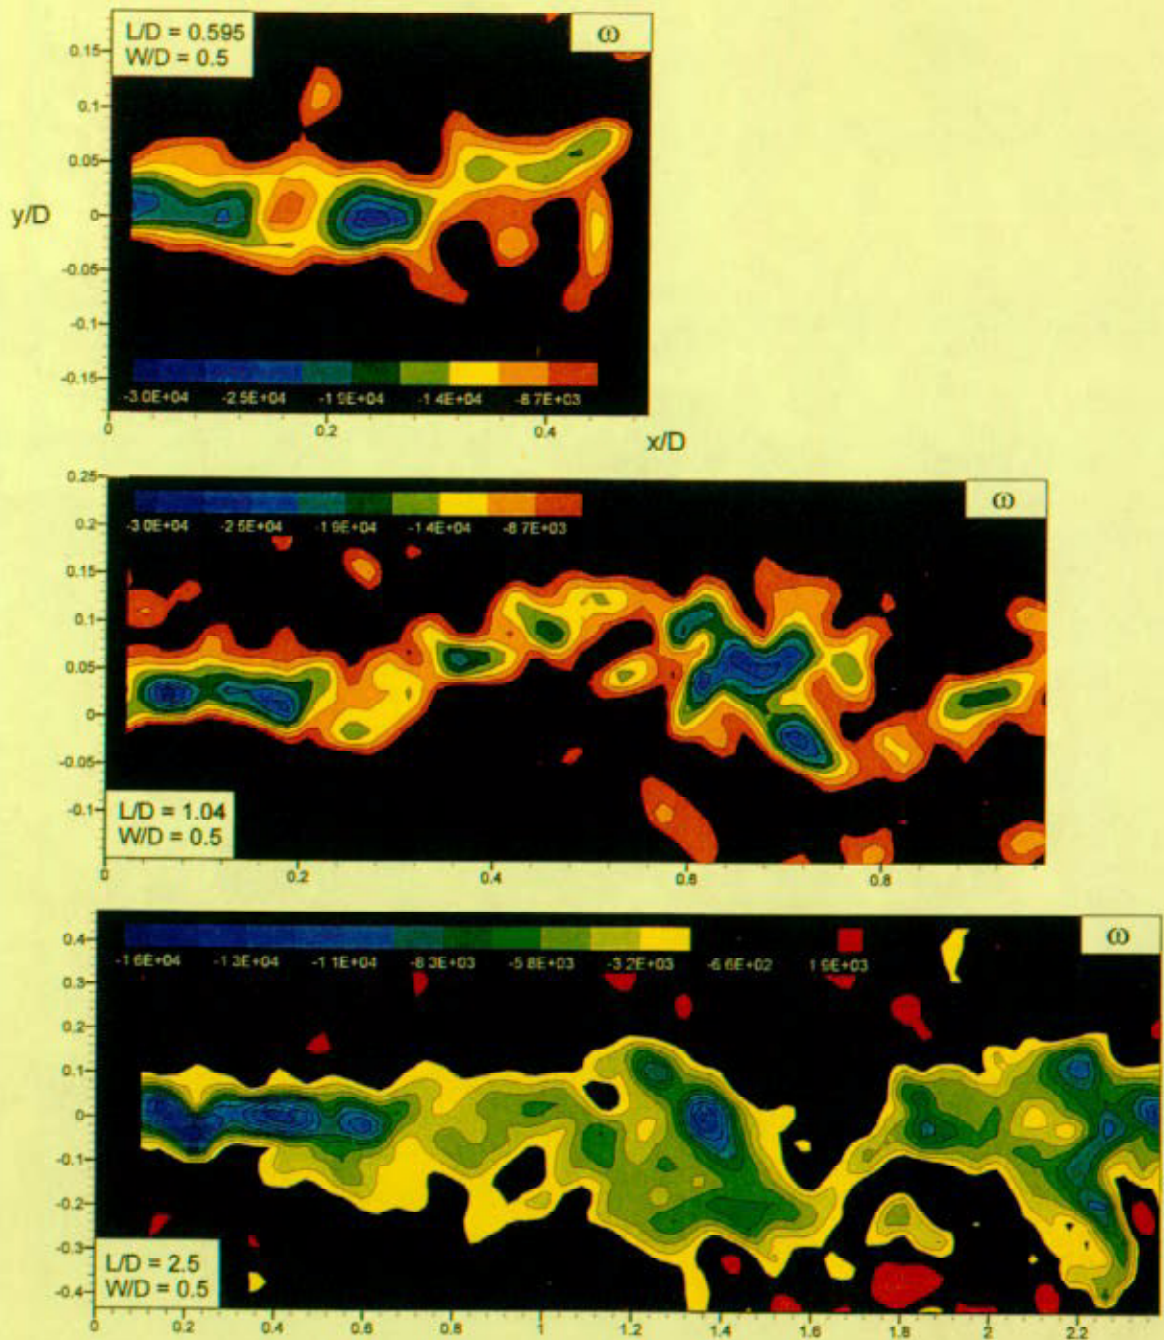 L/D = 0.595
W/D = 0.5
ω
0.15
0.1
0.05
y/D
0
-0.05
-0.1
-0.15
-3.0E+04 -2.5E+04 -1.9E+04 -1.4E+04 -8.7E+03
0 0.2 0.4
x/D
0.25
-3.0E+04 -2.5E+04 -1.9E+04 -1.4E+04 -8.7E+03
ω
0.2
0.15
0.1
0.05
0
-0.05
-0.1
L/D = 1.04
W/D = 0.5
0 0.2 0.4 0.6 0.8
ω
0.4
-1.6E+04 -1.3E+04 -1.1E+04 -8.3E+03 -5.8E+03 -3.2E+03 -6.6E+02 1.9E+03
0.3
0.2
0.1
0
-0.1
-0.2
-0.3
-0.4
L/D = 2.5
W/D = 0.5
0 0.2 0.4 0.6 0.8 1 1.2 1.4 1.6 1.8 2 2.2